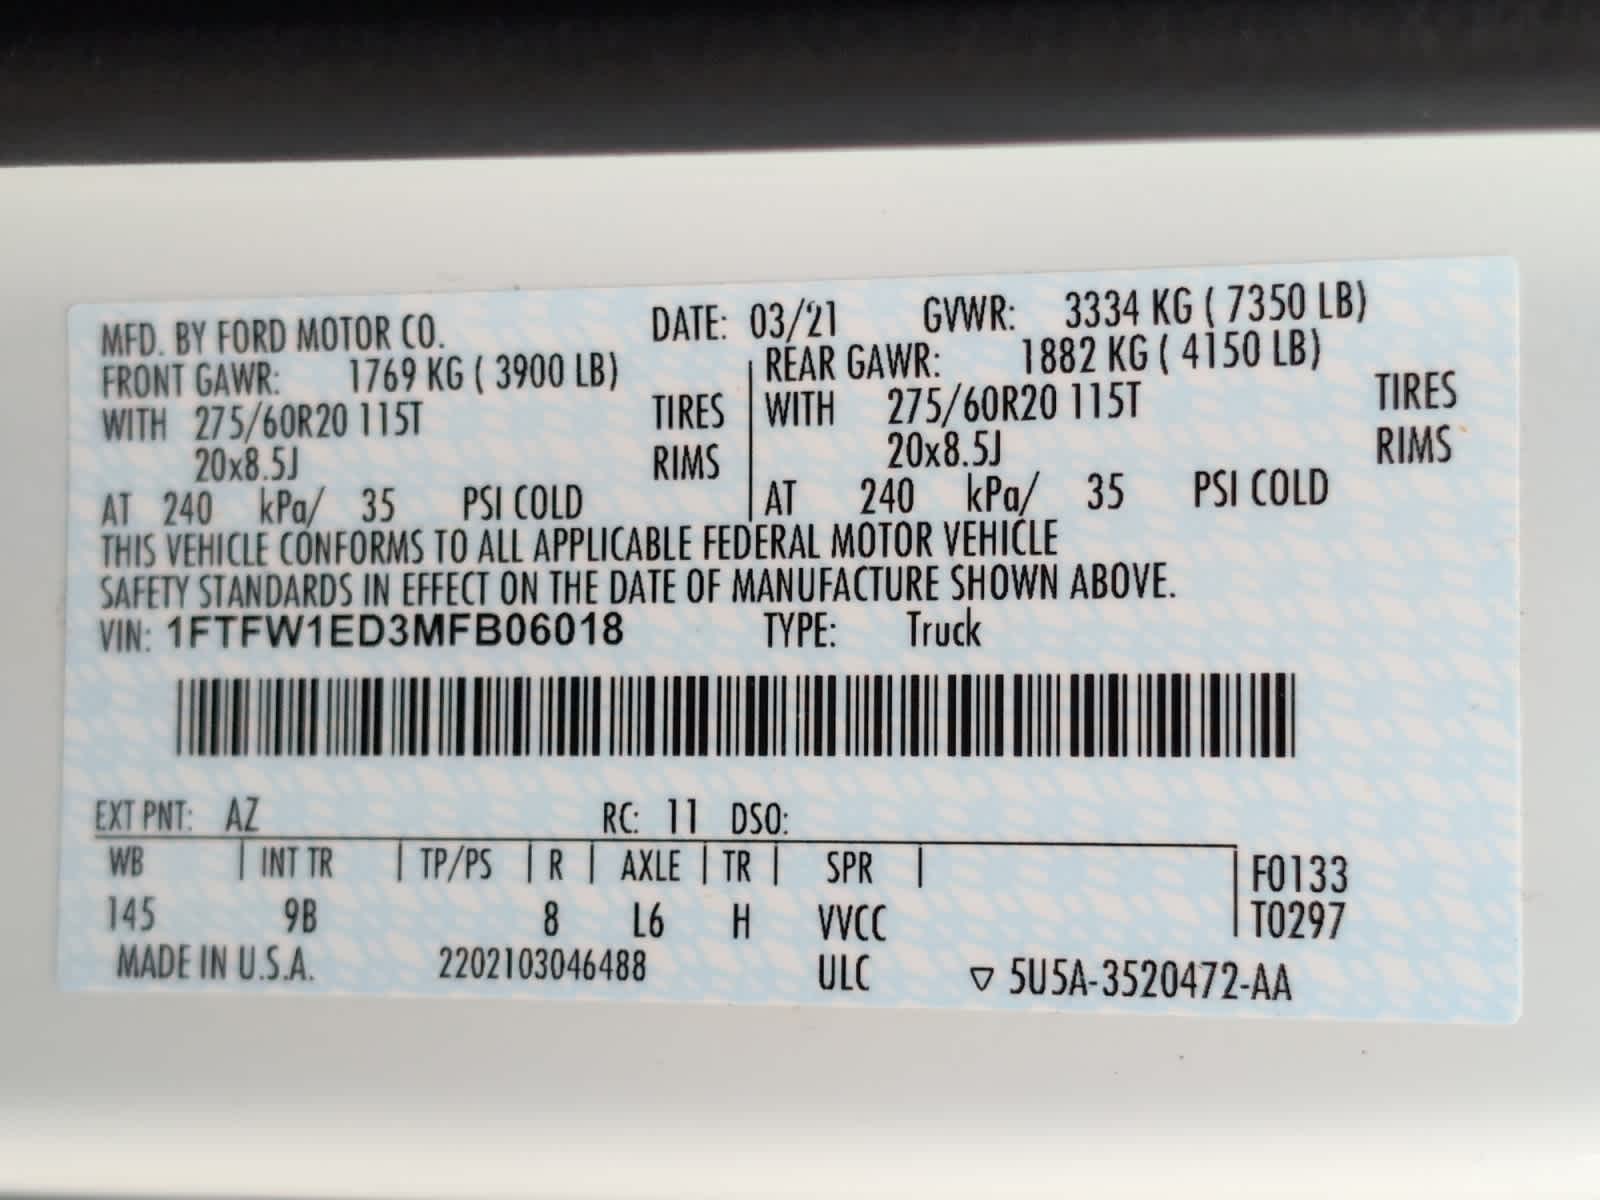 MFD. BY FORD MOTOR CO. DATE: 03/21 GVWR: 3334 KG ( 7350 LB)
FRONT GAWR: 1769 KG ( 3900 LB) REAR GAWR: 1882 KG ( 4150 LB)
WITH 275/60R20 115T TIRES WITH 275/60R20 115T TIRES
20x8.5J RIMS 20x8.5J RIMS
AT 240 kPa/ 35 PSI COLD AT 240 kPa/ 35 PSI COLD
THIS VEHICLE CONFORMS TO ALL APPLICABLE FEDERAL MOTOR VEHICLE
SAFETY STANDARDS IN EFFECT ON THE DATE OF MANUFACTURE SHOWN ABOVE.
VIN: 1FTFW1ED3MFB06018 TYPE: Truck
EXT PNT: AZ RC: 11 DSO:
WB | INT TR | TP/PS | R | AXLE | TR | SPR | F0133
145 9B 8 L6 H VVCC T0297
MADE IN U.S.A. 2202103046488 ULC ▽ 5U5A-3520472-AA